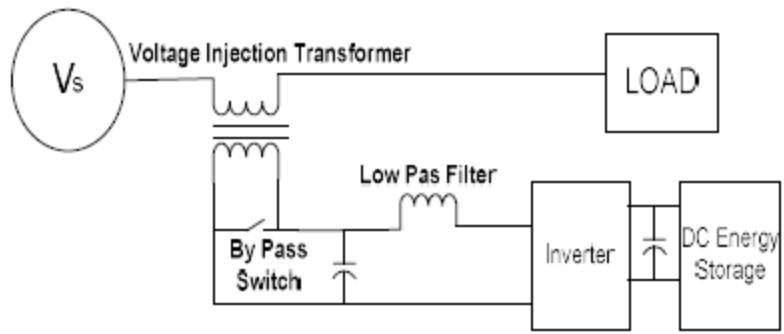 Voltage Injection Transformer
Vs
LOAD
Low Pas Filter
By Pass
Switch
Inverter
DC Energy
Storage